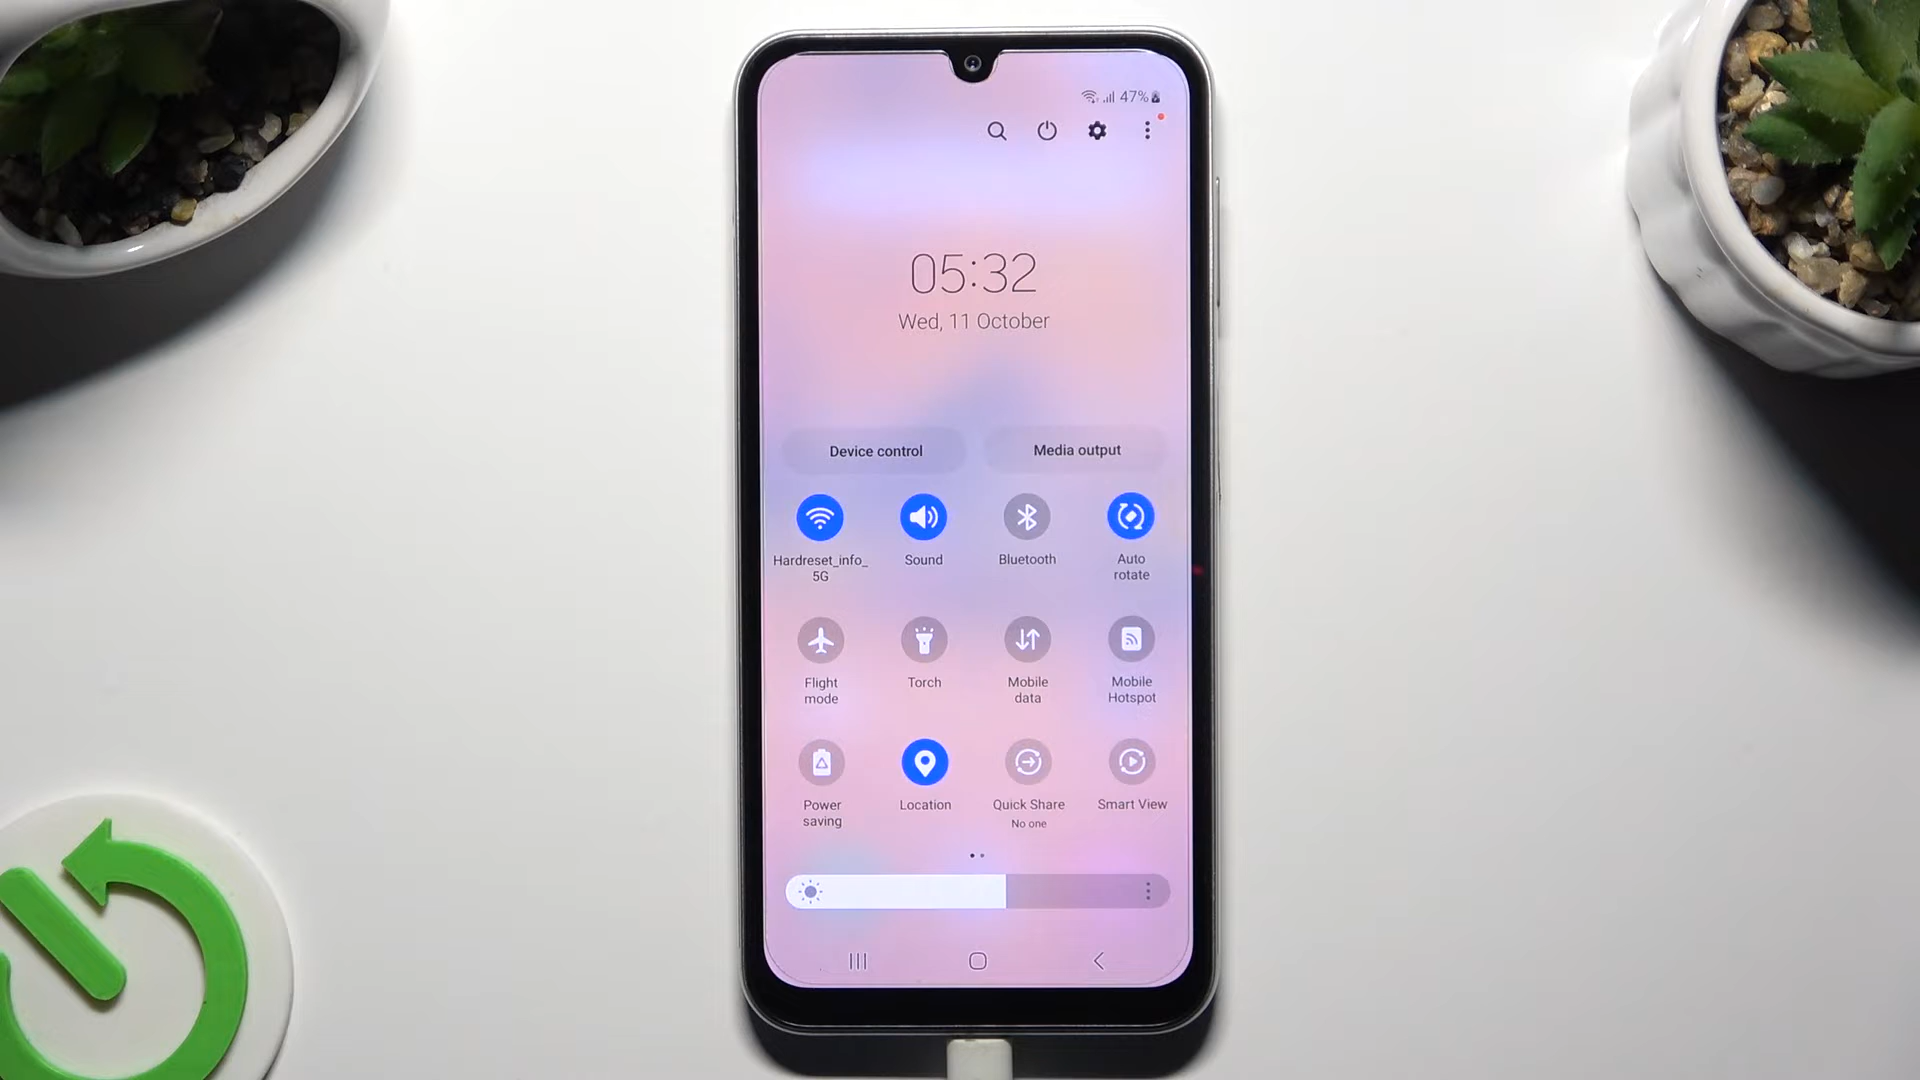 47%
05:32
Wed, 11 October
Device control
Media output
Hardreset_info_
5G
Sound
Bluetooth
Auto
rotate
Flight
mode
Torch
Mobile
data
Mobile
Hotspot
Power
saving
Location
Quick Share
No one
Smart View